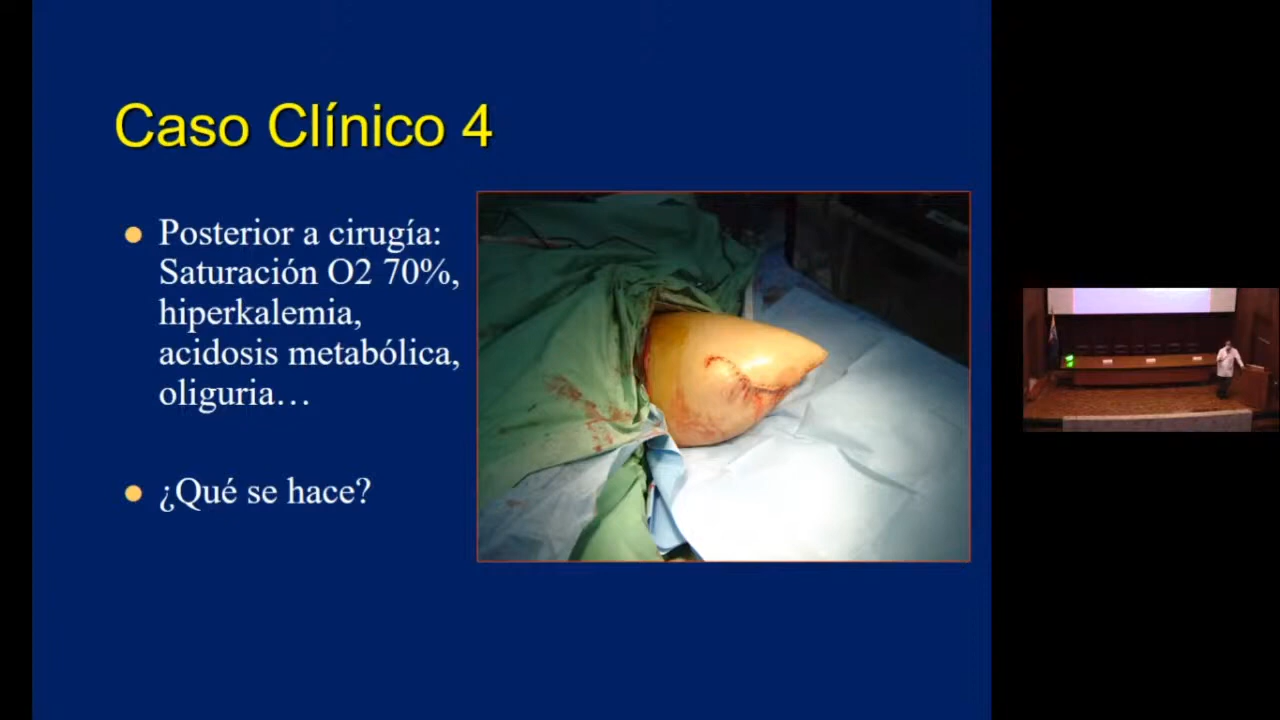 Caso Clínico 4
Posterior a cirugía:
Saturación O2 70%,
hiperkalemia,
acidosis metabólica,
oliguria…
¿Qué se hace?